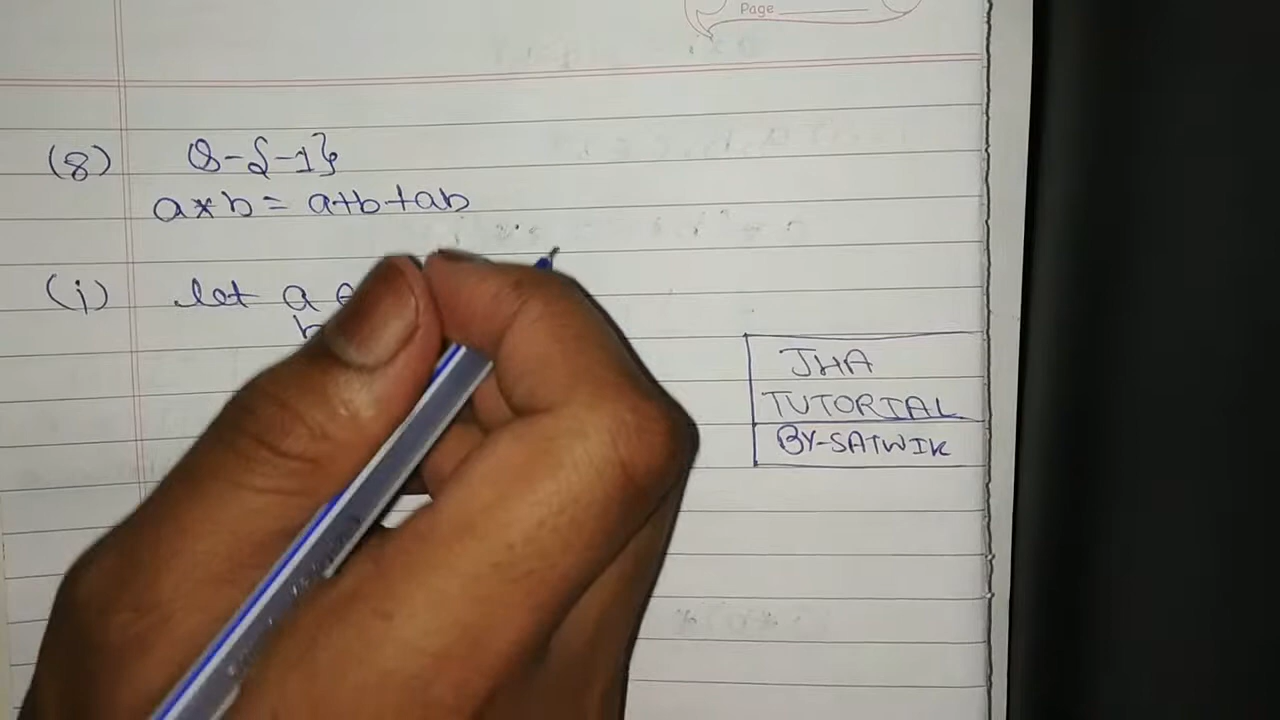 Page
(8) Q-{-1}
a*b = a+b+ab
(i) let a ∈
b
JHA
TUTORIAL
BY-SATWIK